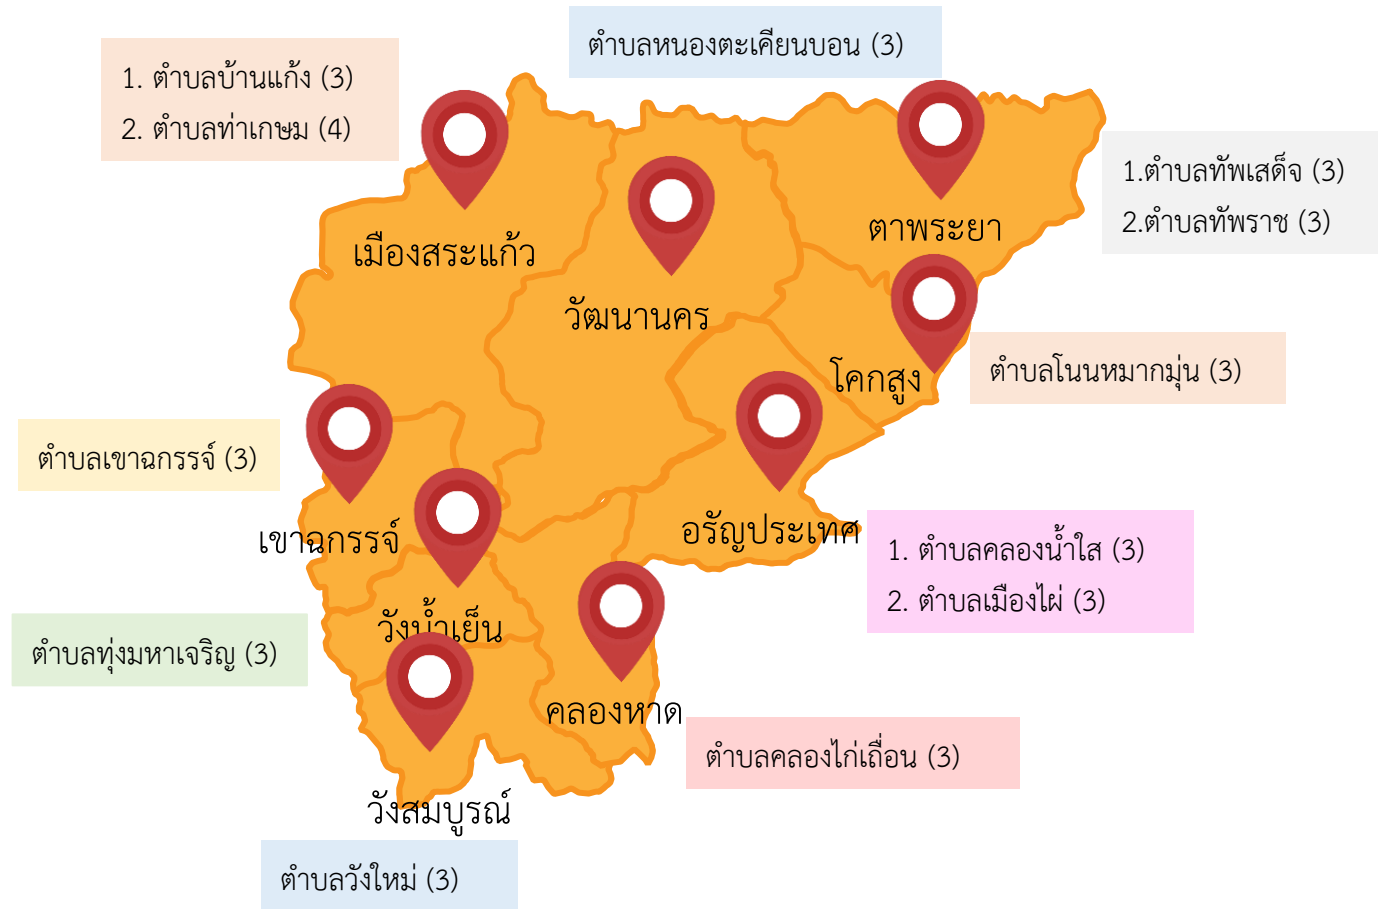 ตำบลหนองตะเคียนบอน (3)
1. ตำบลบ้านแก้ง (3)
2. ตำบลท่าเกษม (4)
1.ตำบลทัพเสด็จ (3)
2.ตำบลทัพราช (3)
ตาพระยา
เมืองสระแก้ว
วัฒนานคร
โคกสูง
ตำบลโนนหมากมุ่น (3)
ตำบลเขาฉกรรจ์ (3)
เขาฉกรรจ์
อรัญประเทศ
1. ตำบลคลองน้ำใส (3)
2. ตำบลเมืองไผ่ (3)
วังน้ำเย็น
ตำบลทุ่งมหาเจริญ (3)
คลองหาด
ตำบลคลองไก่เถื่อน (3)
วังสมบูรณ์
ตำบลวังใหม่ (3)